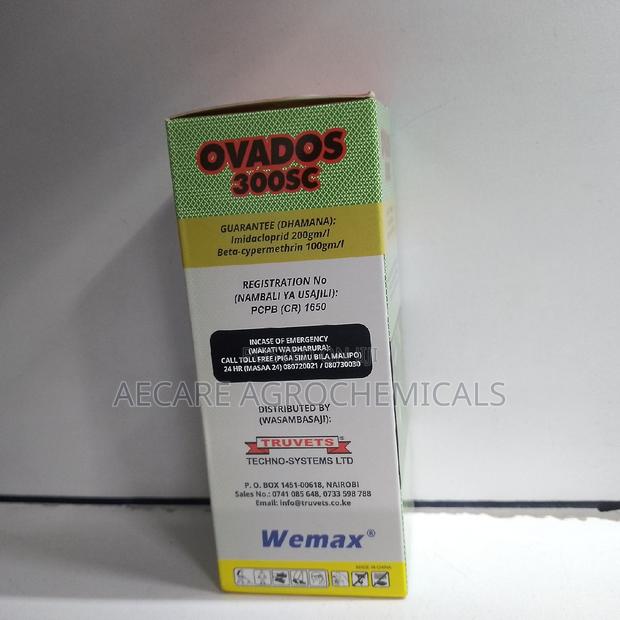 OVADOS
300SC
GUARANTEE (DHAMANA):
Imidacloprid 200gm/l
Beta-cypermethrin 100gm/l
REGISTRATION No
(NAMBALI YA USAJILI):
PCPB (CR) 1650
INCASE OF EMERGENCY
(WAKATI WA DHARURA):
CALL TOLL FREE (PIGA SIMU BILA MALIPO)
24 HR (MASAA 24) 080720021 / 080730030
AECARE AGROCHEMICALS
DISTRIBUTED BY
(WASAMBASAJI):
TRUVETS®
TECHNO-SYSTEMS LTD
P. O. BOX 1451-00618, NAIROBI
Sales No.: 0741 085 648, 0733 598 788
Email: info@truvets.co.ke
Wemax®
MADE IN CHINA